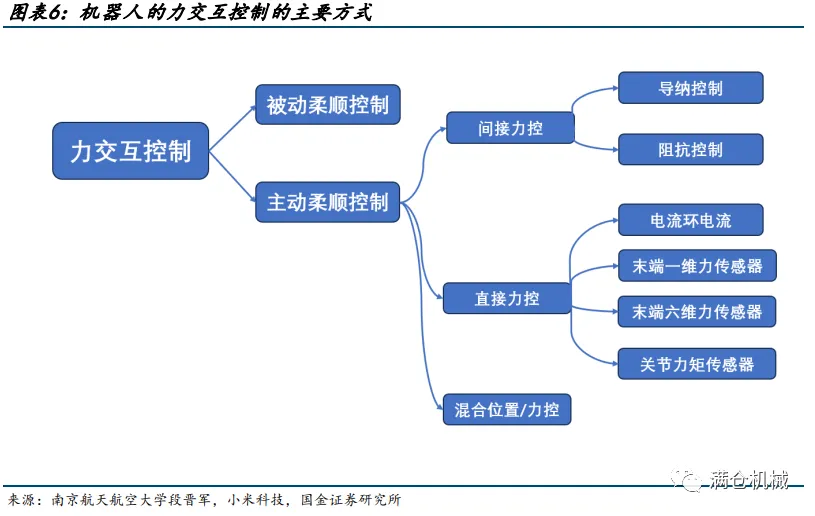 图表6：机器人的力交互控制的主要方式
力交互控制
被动柔顺控制
主动柔顺控制
间接力控
导纳控制
阻抗控制
直接力控
电流环电流
末端一维力传感器
末端六维力传感器
关节力矩传感器
混合位置/力控
满仓机械
来源：南京航天航空大学段晋军，小米科技，国金证券研究所